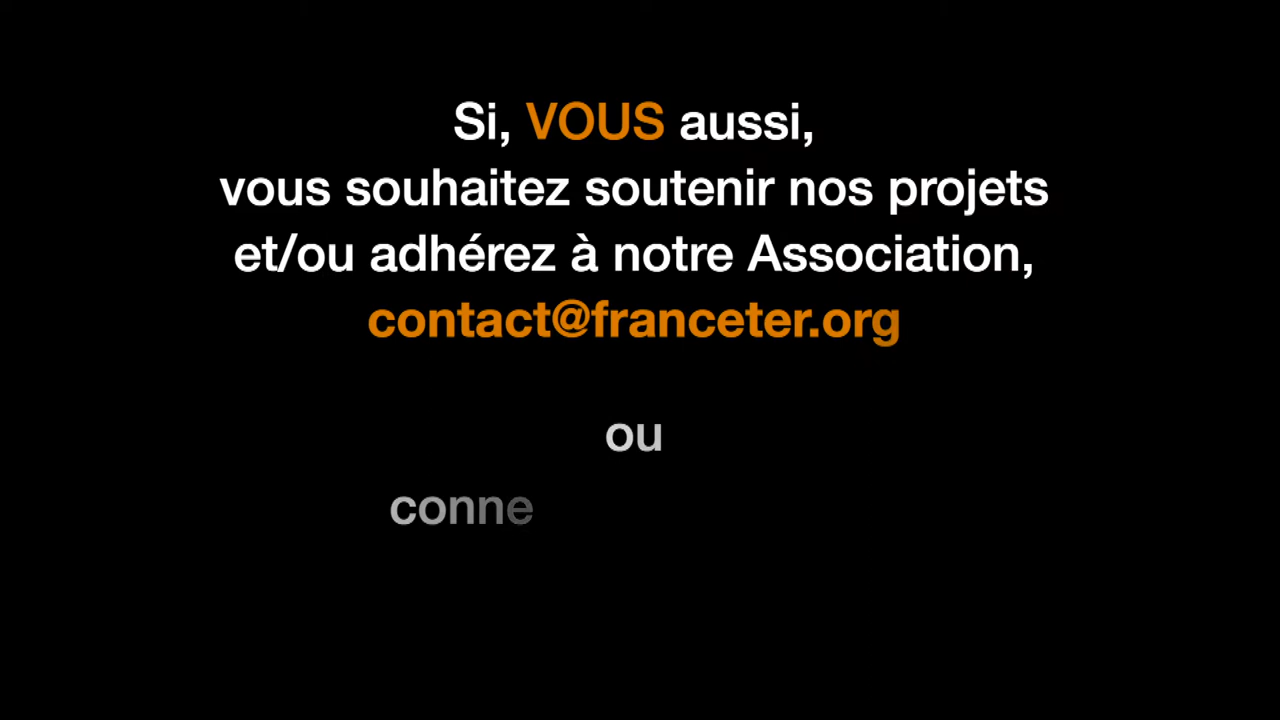 Si, VOUS aussi,
vous souhaitez soutenir nos projets
et/ou adhérez à notre Association,
contact@franceter.org
ou
conne